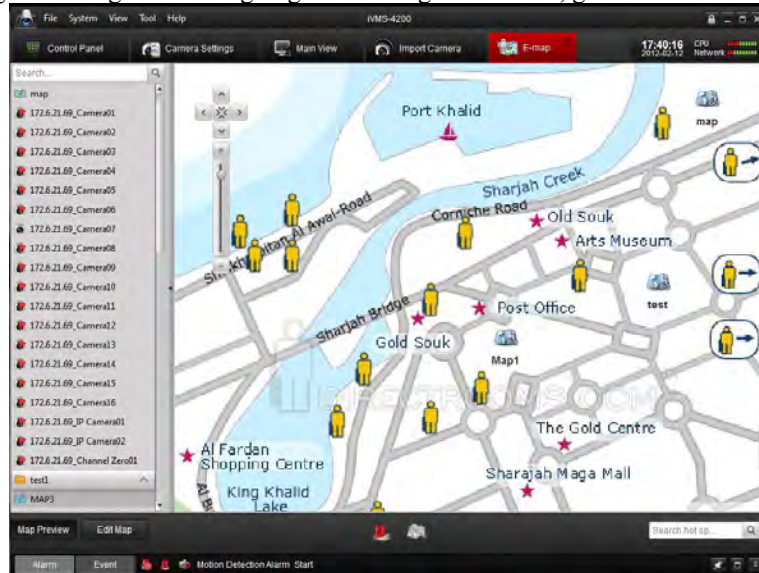 File System View Tool Help
iVMS-4200
Control Panel
Camera Settings
Main View
Import Camera
E-map
17:40:16
2012-02-12
CPU
Network
Search...
map
172.6.21.69_Camera01
172.6.21.69_Camera02
172.6.21.69_Camera03
172.6.21.69_Camera04
172.6.21.69_Camera05
172.6.21.69_Camera06
172.6.21.69_Camera07
172.6.21.69_Camera08
172.6.21.69_Camera09
172.6.21.69_Camera10
172.6.21.69_Camera11
172.6.21.69_Camera12
172.6.21.69_Camera13
172.6.21.69_Camera14
172.6.21.69_Camera15
172.6.21.69_Camera16
172.6.21.69_IP Camera01
172.6.21.69_IP Camera02
172.6.21.69_Channel Zero01
test1
MAP3
Port Khalid
map
Sharjah Creek
Corniche Road
Old Souk
Arts Museum
test
Sharjah Bridge
Post Office
Gold Souk
Map1
DIRECTROOMS.COM
The Gold Centre
Al Fardan
Shopping Centre
Sharajah Maga Mall
King Khalid
Lake
Map Preview
Edit Map
Search hot sp...
Alarm
Event
Motion Detection Alarm Start